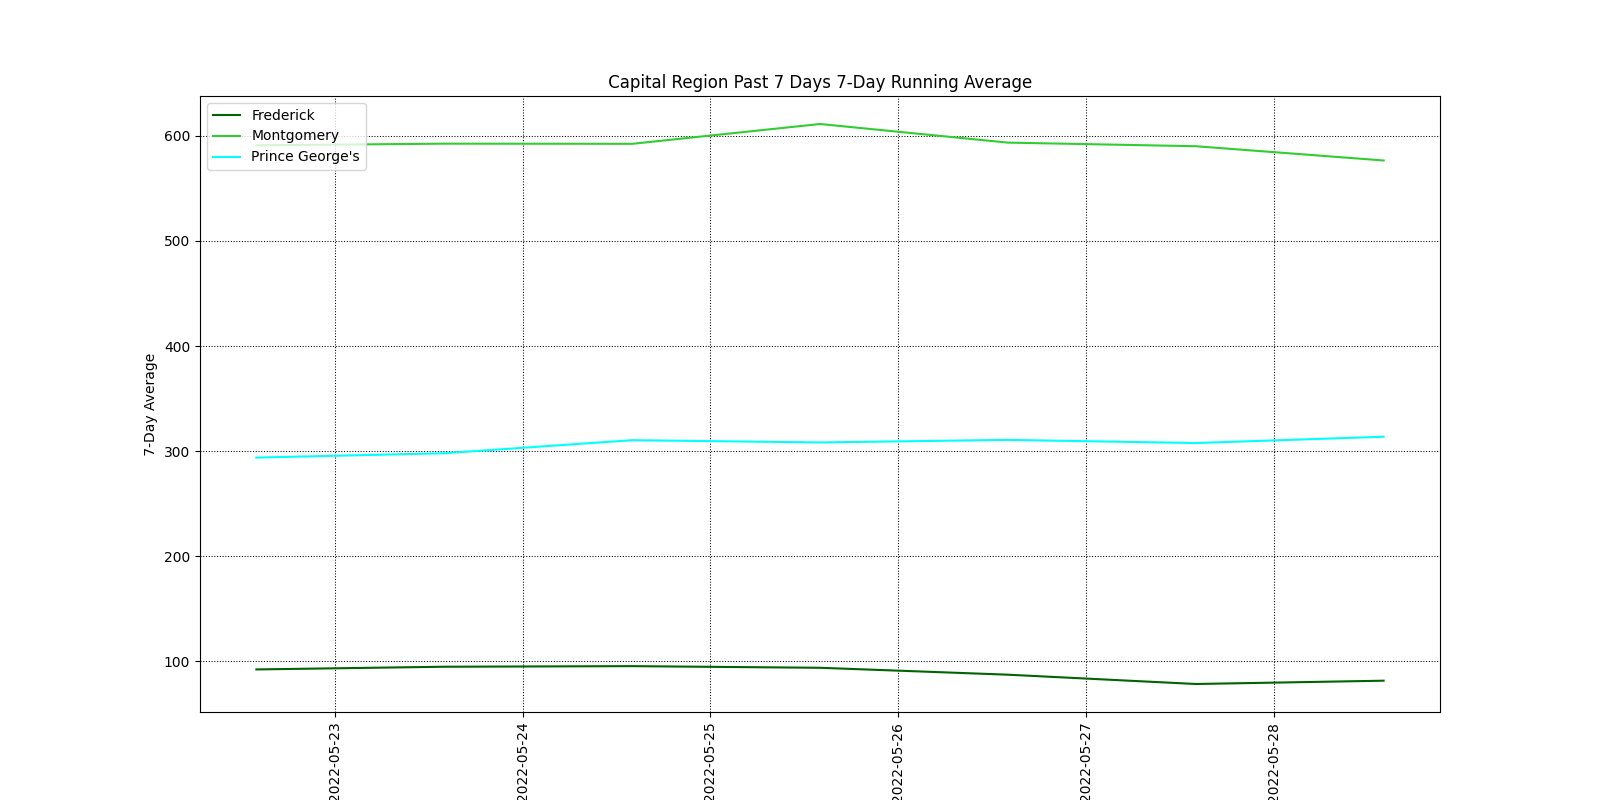 Capital Region Past 7 Days 7-Day Running Average
Frederick
Montgomery
Prince George's
600
500
400
300
200
100
7-Day Average
2022-05-23
2022-05-24
2022-05-25
2022-05-26
2022-05-27
2022-05-28